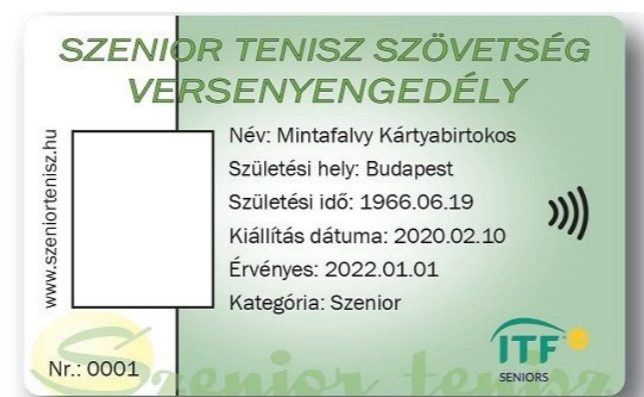 SZENIOR TENISZ SZÖVETSÉG
VERSENYENGEDÉLY
www.szeniortenisz.hu
Név: Mintafalvy Kártyabirtokos
Születési hely: Budapest
Születési idő: 1966.06.19
Kiállítás dátuma: 2020.02.10
Érvényes: 2022.01.01
Kategória: Szenior
Nr.: 0001
Szenior tenisz
ITF
SENIORS